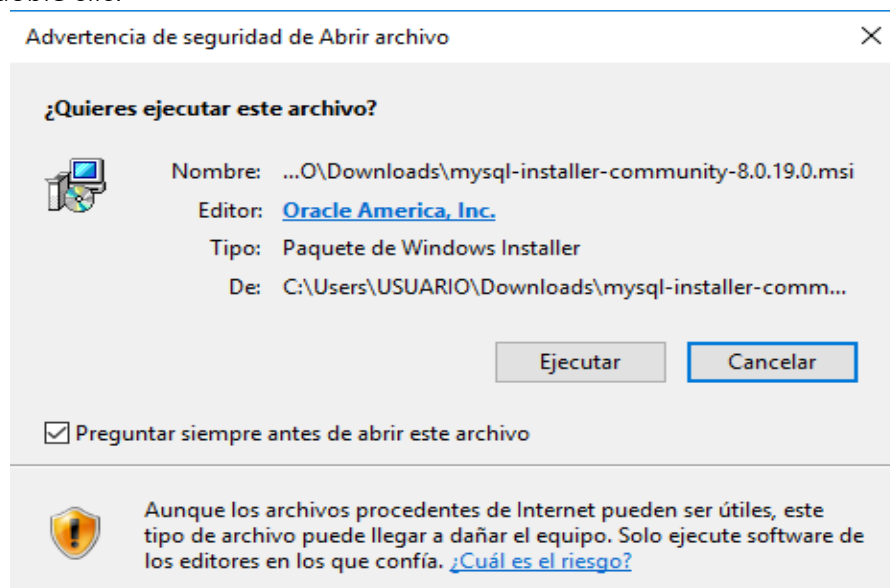 Advertencia de seguridad de Abrir archivo
¿Quieres ejecutar este archivo?
Nombre: ...O\Downloads\mysql-installer-community-8.0.19.0.msi
Editor: Oracle America, Inc.
Tipo: Paquete de Windows Installer
De: C:\Users\USUARIO\Downloads\mysql-installer-comm...
Ejecutar Cancelar
Preguntar siempre antes de abrir este archivo
Aunque los archivos procedentes de Internet pueden ser útiles, este
tipo de archivo puede llegar a dañar el equipo. Solo ejecute software de
los editores en los que confía. ¿Cuál es el riesgo?